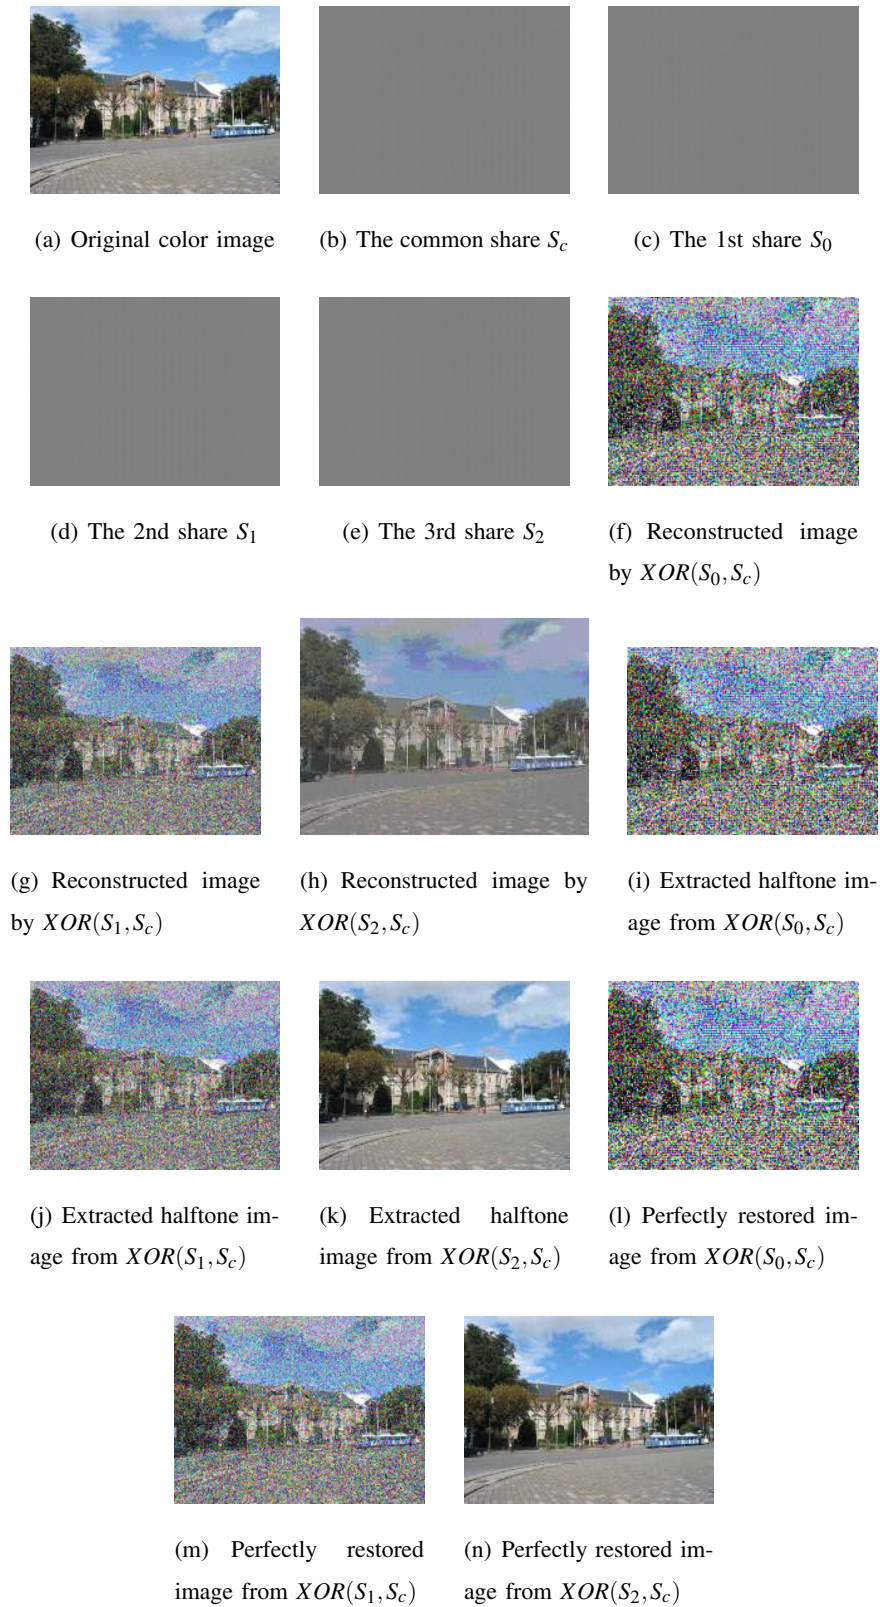 (a) Original color image
(b) The common share S_c
(c) The 1st share S_0
(d) The 2nd share S_1
(e) The 3rd share S_2
(f) Reconstructed image
by XOR(S_0, S_c)
(g) Reconstructed image
by XOR(S_1, S_c)
(h) Reconstructed image by
XOR(S_2, S_c)
(i) Extracted halftone im-
age from XOR(S_0, S_c)
(j) Extracted halftone im-
age from XOR(S_1, S_c)
(k) Extracted halftone
image from XOR(S_2, S_c)
(l) Perfectly restored im-
age from XOR(S_0, S_c)
(m) Perfectly restored
image from XOR(S_1, S_c)
(n) Perfectly restored im-
age from XOR(S_2, S_c)